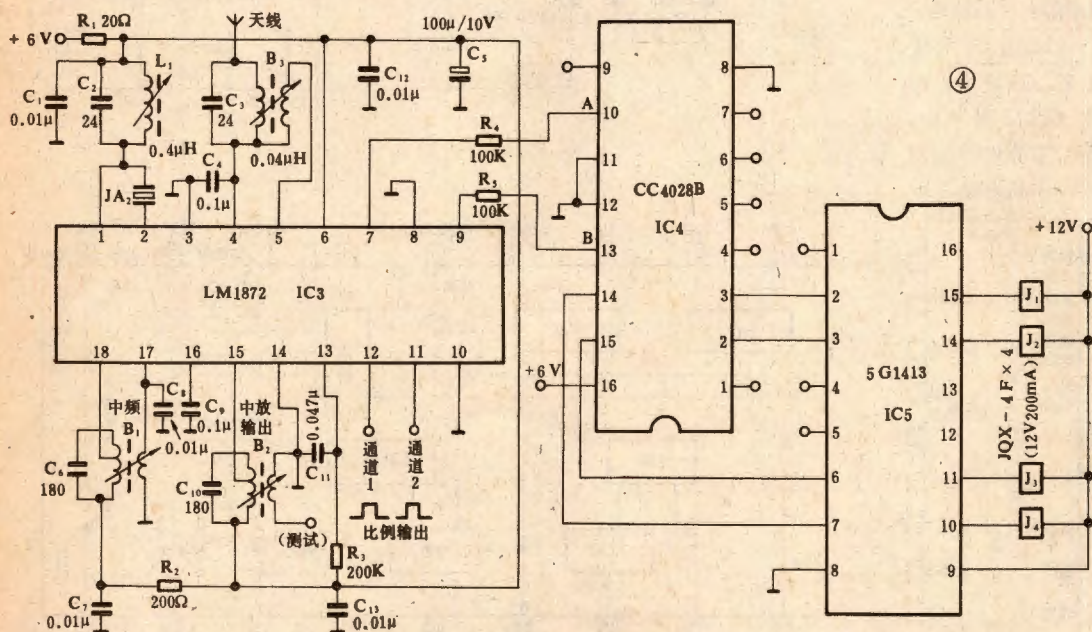 R₁ 20Ω
天线
100μ/10V
+ 6 V
C₁
0.01μ
C₂
24
L₁
0.4μH
C₃
24
B₃
0.04μH
C₁₂
0.01μ
C₅
④
JA₂
C₄
0.1μ
R₄
100K
R₅
100K
A
B
1 2 3 4 5 6 7 8 9
LM1872 IC3
18 17 16 15 14 13 12 11 10
9
10
11
12
13
14
15
16
CC4028B
IC4
8
7
6
5
4
3
2
1
+6 V
1
2
3
4
5
6
7
8
5G1413
IC5
16
15
14
13
12
11
10
9
+12V
J₁
J₂
J₃
J₄
JQX-4F×4
(12V200mA)
中频
B₁
C₆
180
C₈
0.01μ
C₉
0.1μ
中放
输出
B₂
C₁₀
180
0.047μ
C₁₁
(测试)
通道1
通道2
比例输出
R₃
200K
R₂
200Ω
C₇
0.01μ
C₁₃
0.01μ